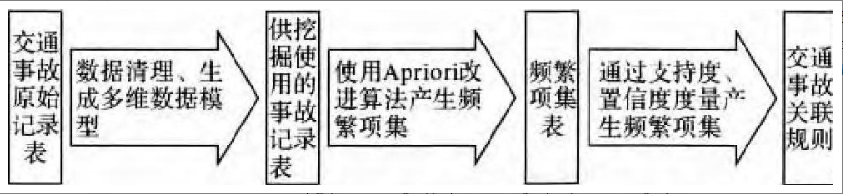 交通
事故
原始
记录
表
数据清理、生
成多维数据模
型
供挖
掘使
用的
事故
记录
表
使用Apriori改
进算法产生频
繁项集
频繁
项集
表
通过支持度、
置信度度量产
生频繁项集
交通
事故
关联
规则